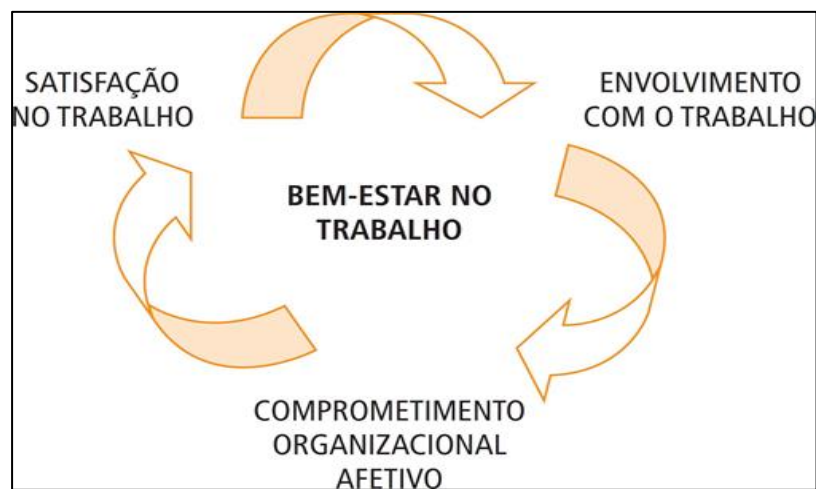 SATISFAÇÃO
NO TRABALHO
ENVOLVIMENTO
COM O TRABALHO
BEM-ESTAR NO
TRABALHO
COMPROMETIMENTO
ORGANIZACIONAL
AFETIVO